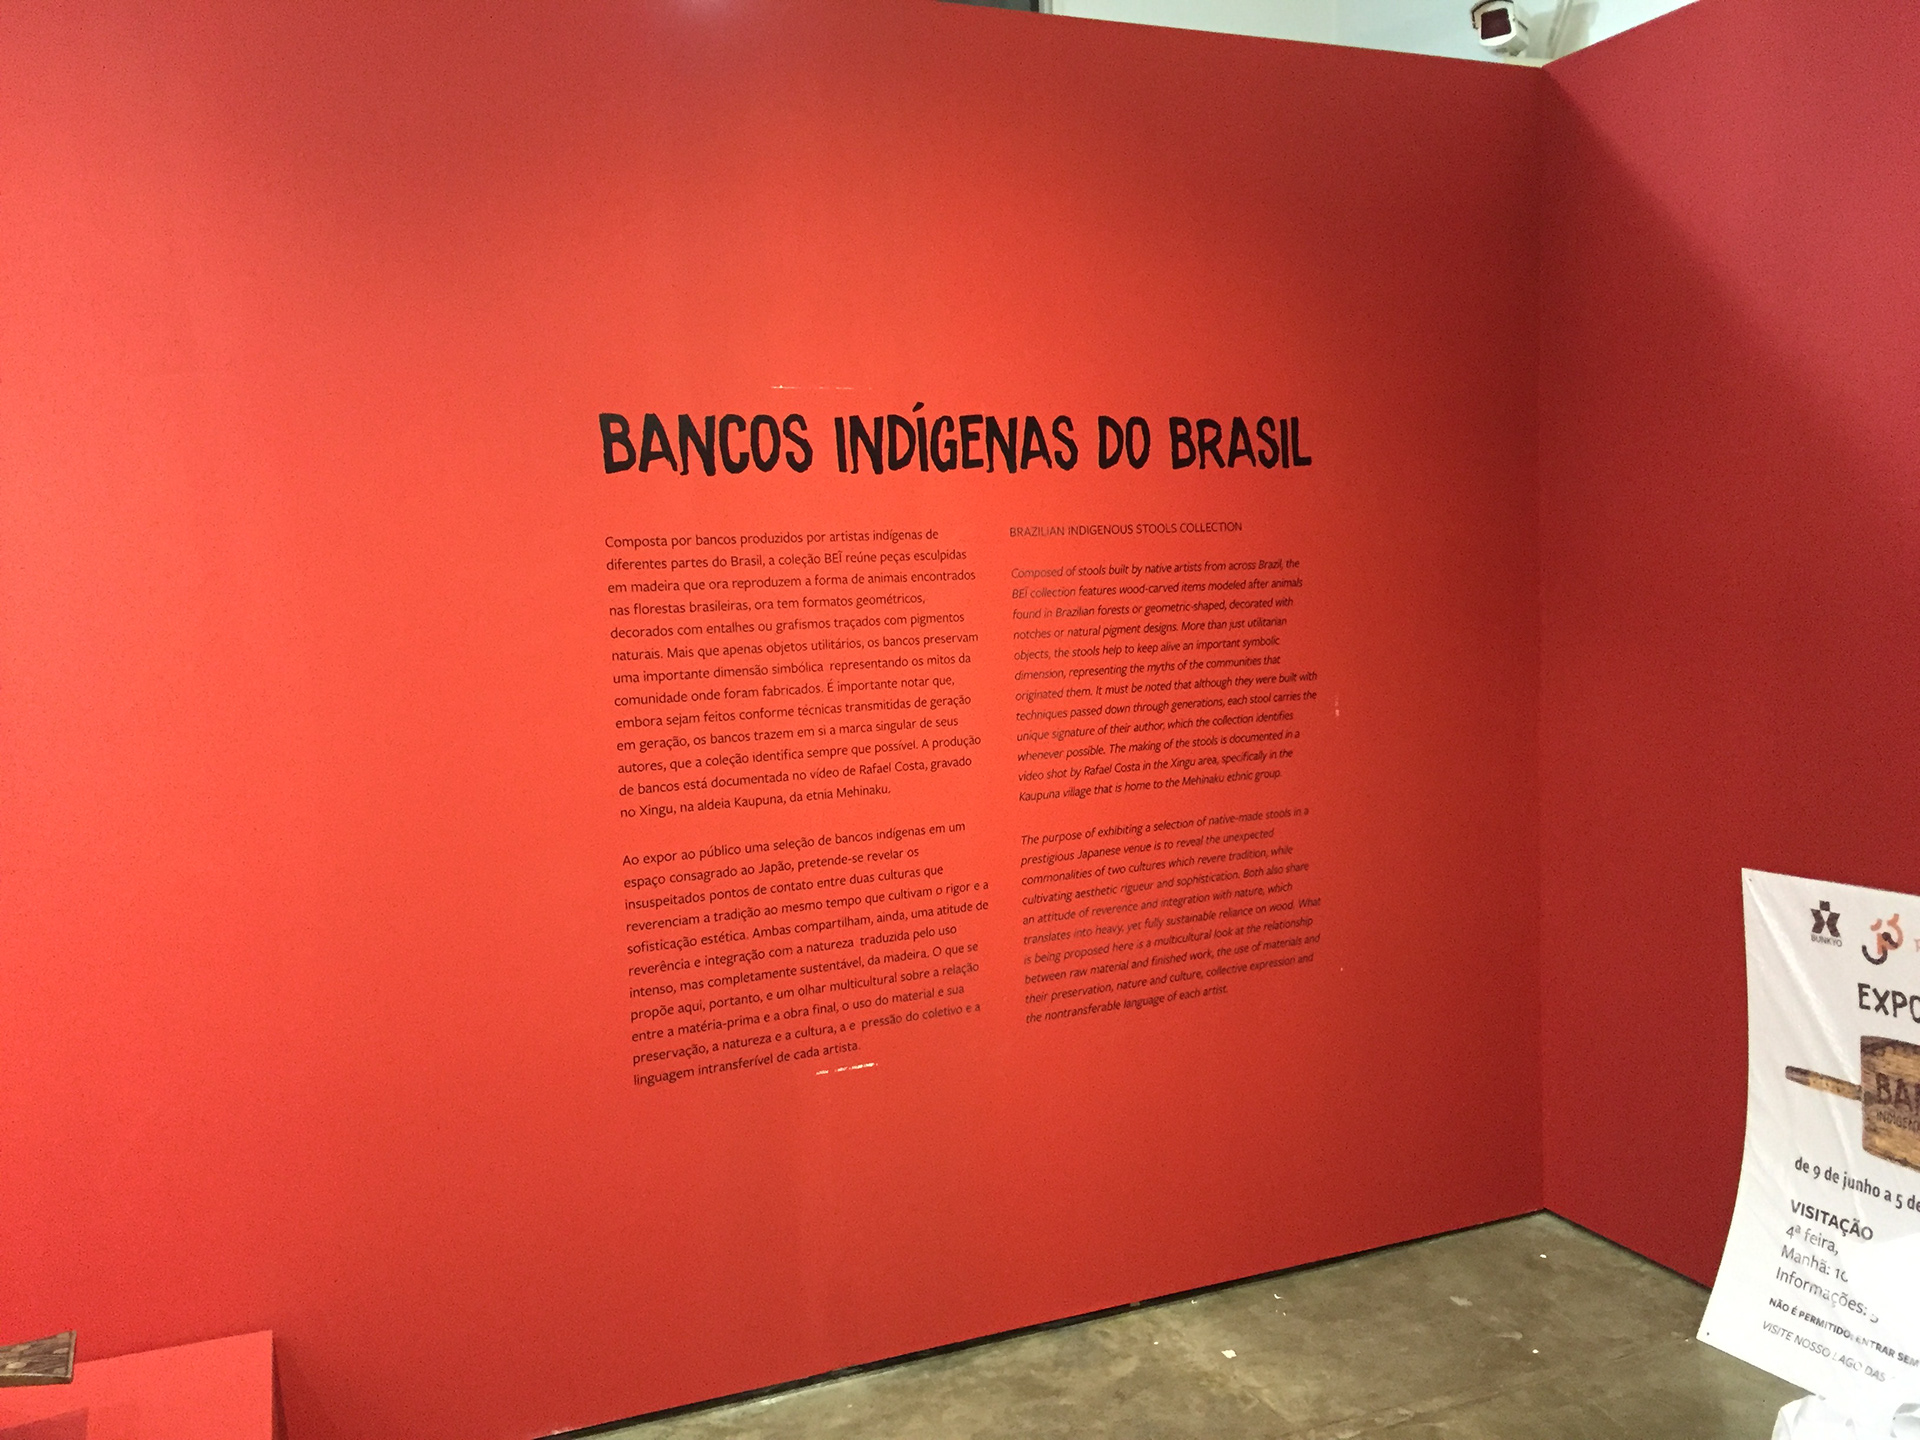 BANCOS INDÍGENAS DO BRASIL
Composta por bancos produzidos por artistas indígenas de
diferentes partes do Brasil, a coleção BEĨ reúne peças esculpidas
em madeira que ora reproduzem a forma de animais encontrados
nas florestas brasileiras, ora tem formatos geométricos,
decorados com entalhes ou grafismos traçados com pigmentos
naturais. Mais que apenas objetos utilitários, os bancos preservam
uma importante dimensão simbólica representando os mitos da
comunidade onde foram fabricados. É importante notar que,
embora sejam feitos conforme técnicas transmitidas de geração
em geração, os bancos trazem em si a marca singular de seus
autores, que a coleção identifica sempre que possível. A produção
de bancos está documentada no vídeo de Rafael Costa, gravado
no Xingu, na aldeia Kaupuna, da etnia Mehinaku.
Ao expor ao público uma seleção de bancos indígenas em um
espaço consagrado ao Japão, pretende-se revelar os
insuspeitados pontos de contato entre duas culturas que
reverenciam a tradição ao mesmo tempo que cultivam o rigor e a
sofisticação estética. Ambas compartilham, ainda, uma atitude de
reverência e integração com a natureza traduzida pelo uso
intenso, mas completamente sustentável, da madeira. O que se
propõe aqui, portanto, e um olhar multicultural sobre a relação
entre a matéria-prima e a obra final, o uso do material e sua
preservação, a natureza e a cultura, a e pressão do coletivo e a
linguagem intransferível de cada artista.
BRAZILIAN INDIGENOUS STOOLS COLLECTION
Composed of stools built by native artists from across Brazil, the
BEĨ collection features wood-carved items modeled after animals
found in Brazilian forests or geometric-shaped, decorated with
notches or natural pigment designs. More than just utilitarian
objects, the stools help to keep alive an important symbolic
dimension, representing the myths of the communities that
originated them. It must be noted that although they were built with
techniques passed down through generations, each stool carries the
unique signature of their author, which the collection identifies
whenever possible. The making of the stools is documented in a
video shot by Rafael Costa in the Xingu area, specifically in the
Kaupuna village that is home to the Mehinaku ethnic group.
The purpose of exhibiting a selection of native-made stools in a
prestigious Japanese venue is to reveal the unexpected
commonalities of two cultures which revere tradition, while
cultivating aesthetic rigueur and sophistication. Both also share
an attitude of reverence and integration with nature, which
translates into heavy, yet fully sustainable reliance on wood. What
is being proposed here is a multicultural look at the relationship
between raw material and finished work, the use of materials and
their preservation, nature and culture, collective expression and
the nontransferable language of each artist.
BUNKYO
EXPO
BAN
INDÍGENA
de 9 de junho a 5 de
VISITAÇÃO
4ª feira,
Manhã: 10
Informações:
NÃO É PERMITIDO: ENTRAR SEM
VISITE NOSSO LAGO DAS